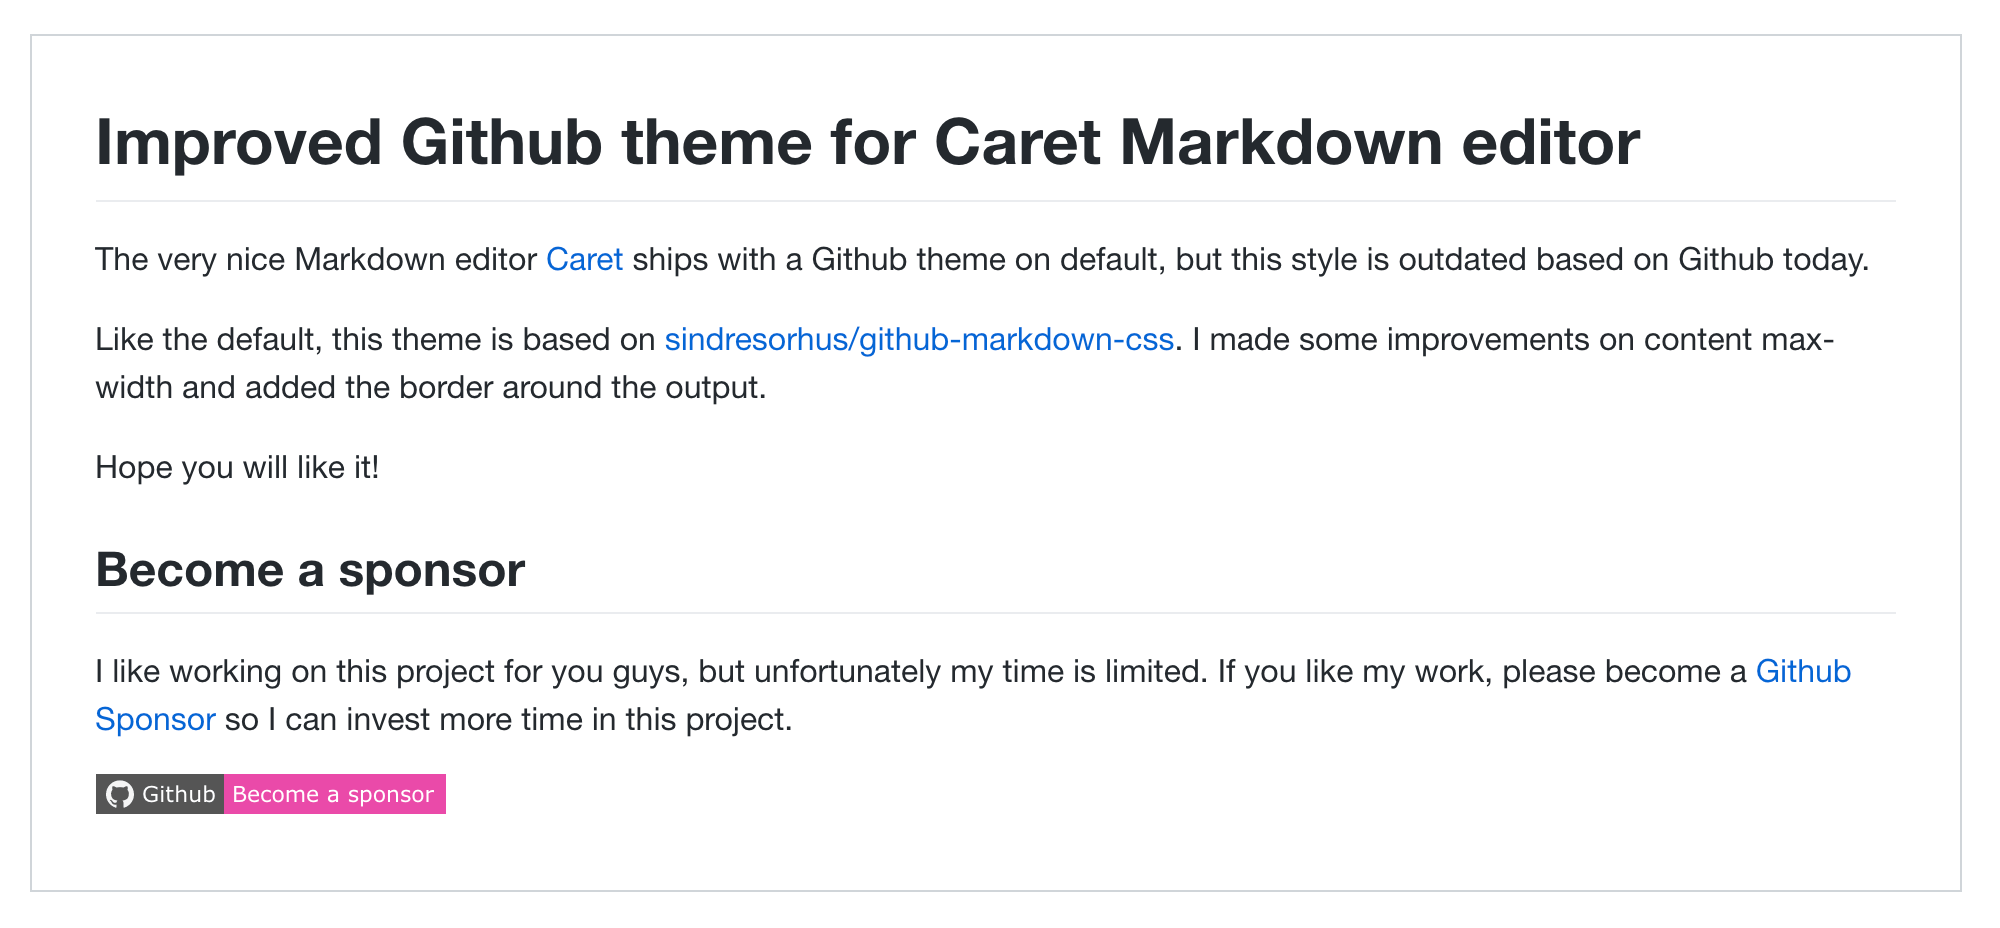 Improved Github theme for Caret Markdown editor
The very nice Markdown editor Caret ships with a Github theme on default, but this style is outdated based on Github today.
Like the default, this theme is based on sindresorhus/github-markdown-css. I made some improvements on content max-
width and added the border around the output.
Hope you will like it!
Become a sponsor
I like working on this project for you guys, but unfortunately my time is limited. If you like my work, please become a Github
Sponsor so I can invest more time in this project.
Github Become a sponsor